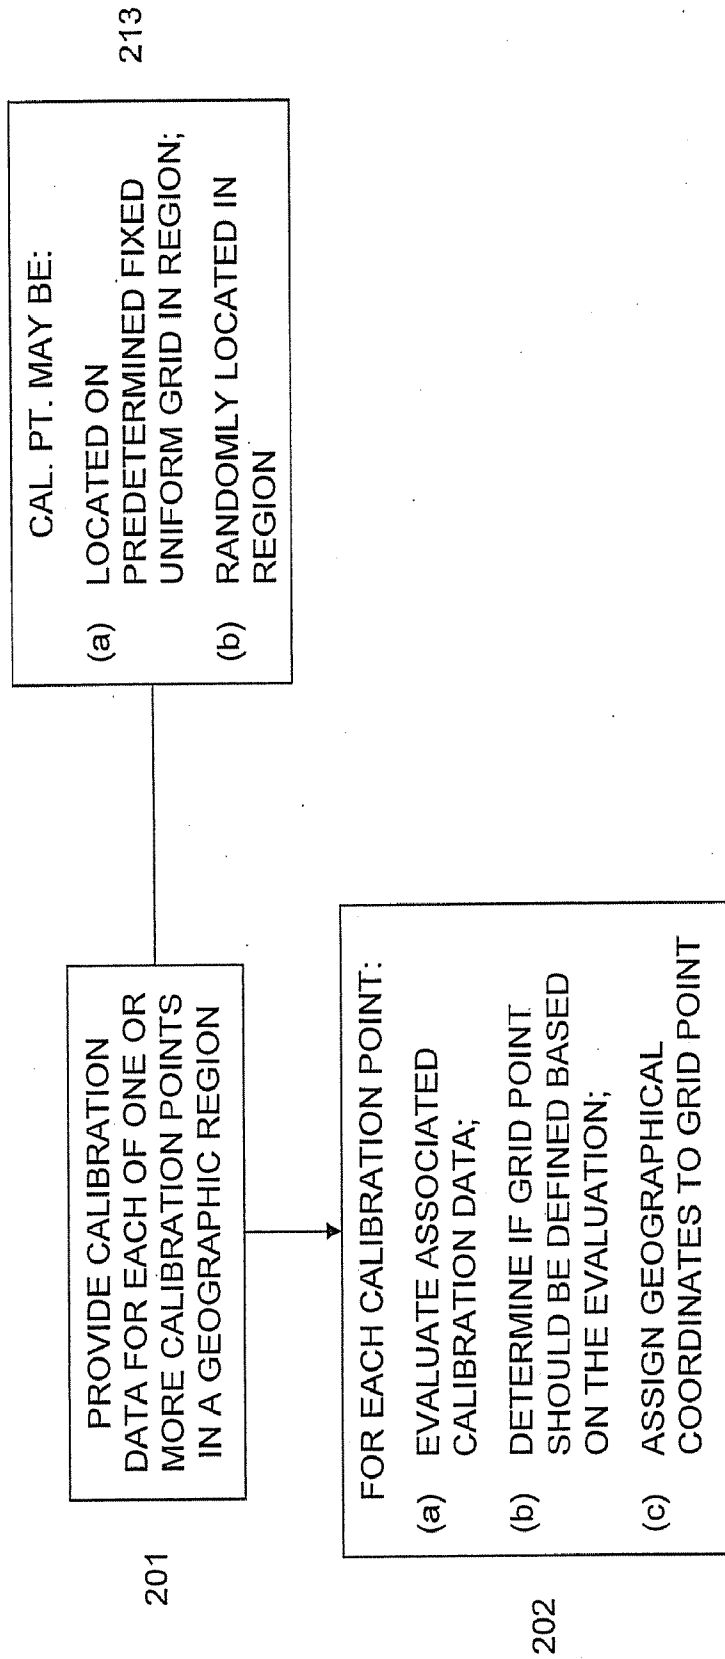 201
PROVIDE CALIBRATION
DATA FOR EACH OF ONE OR
MORE CALIBRATION POINTS
IN A GEOGRAPHIC REGION
213
CAL. PT. MAY BE:
(a) LOCATED ON
PREDETERMINED FIXED
UNIFORM GRID IN REGION;
(b) RANDOMLY LOCATED IN
REGION
202
FOR EACH CALIBRATION POINT:
(a) EVALUATE ASSOCIATED
CALIBRATION DATA;
(b) DETERMINE IF GRID POINT
SHOULD BE DEFINED BASED
ON THE EVALUATION;
(c) ASSIGN GEOGRAPHICAL
COORDINATES TO GRID POINT